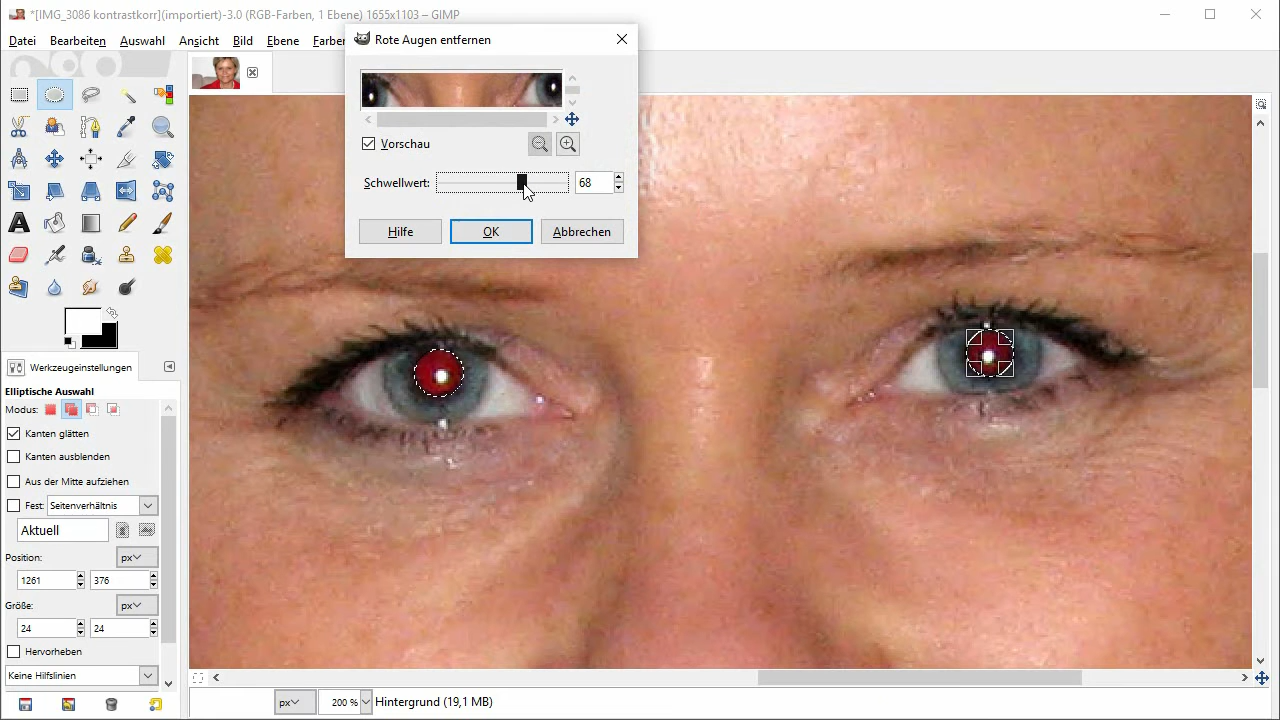 *[IMG_3086 kontrastkorr](importiert)-3.0 (RGB-Farben, 1 Ebene) 1655x1103 – GIMP
Datei Bearbeiten Auswahl Ansicht Bild Ebene Farben
Rote Augen entfernen
Vorschau
Schwellwert: 68
Hilfe OK Abbrechen
Werkzeugeinstellungen
Elliptische Auswahl
Modus:
Kanten glätten
Kanten ausblenden
Aus der Mitte aufziehen
Fest: Seitenverhältnis
Aktuell
Position: px
1261 376
Größe: px
24 24
Hervorheben
Keine Hilfslinien
px 200 % Hintergrund (19,1 MB)